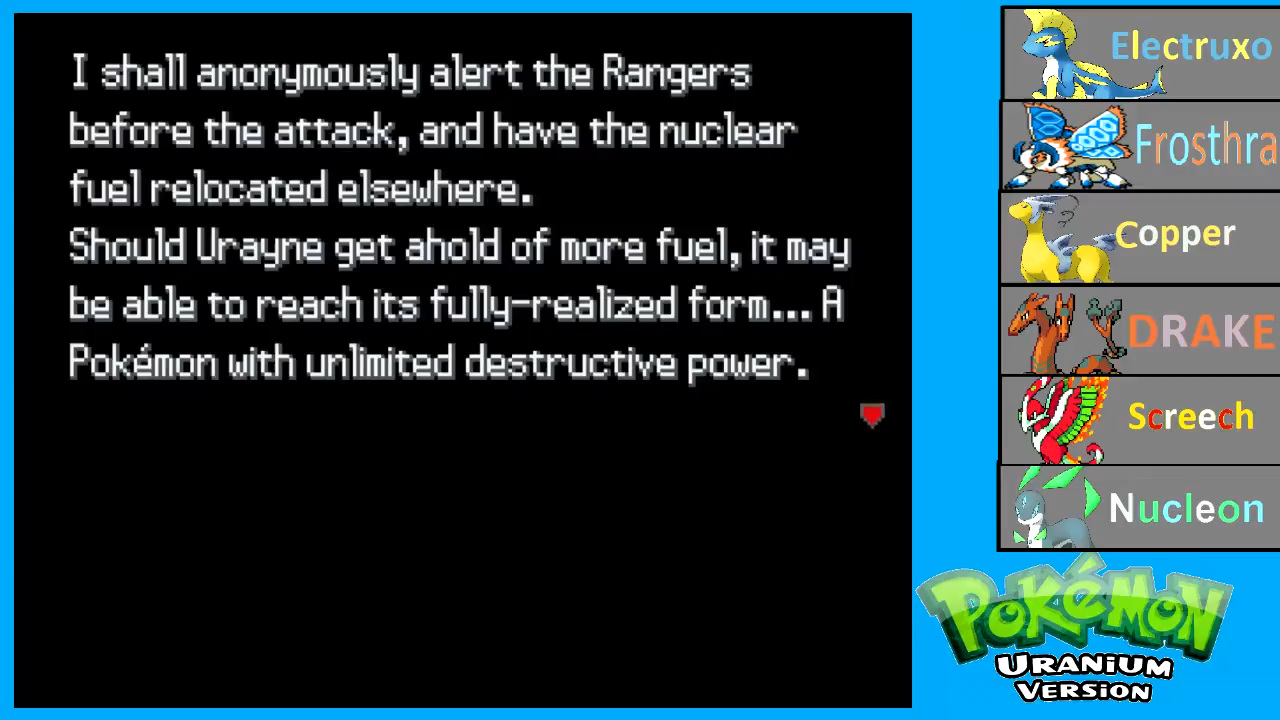 I shall anonymously alert the Rangers
before the attack, and have the nuclear
fuel relocated elsewhere.
Should Urayne get ahold of more fuel, it may
be able to reach its fully-realized form... A
Pokémon with unlimited destructive power.
Electruxo
Frosthra
Copper
DRAKE
Screech
Nucleon
POKéMON
URANIUM
VERSION